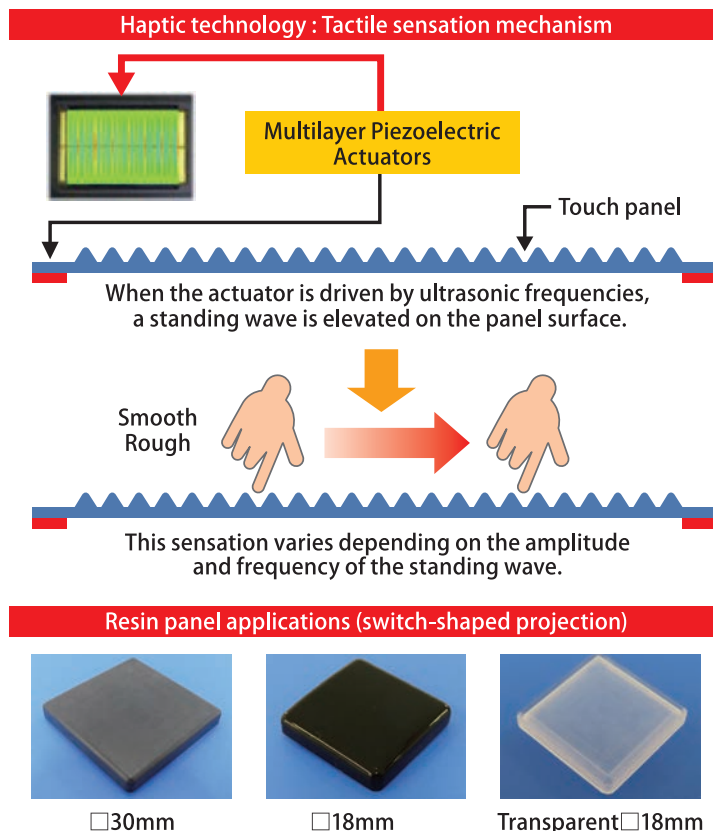 Haptic technology : Tactile sensation mechanism
Multilayer Piezoelectric
Actuators
Touch panel
When the actuator is driven by ultrasonic frequencies,
a standing wave is elevated on the panel surface.
Smooth
Rough
This sensation varies depending on the amplitude
and frequency of the standing wave.
Resin panel applications (switch-shaped projection)
□30mm
□18mm
Transparent□18mm